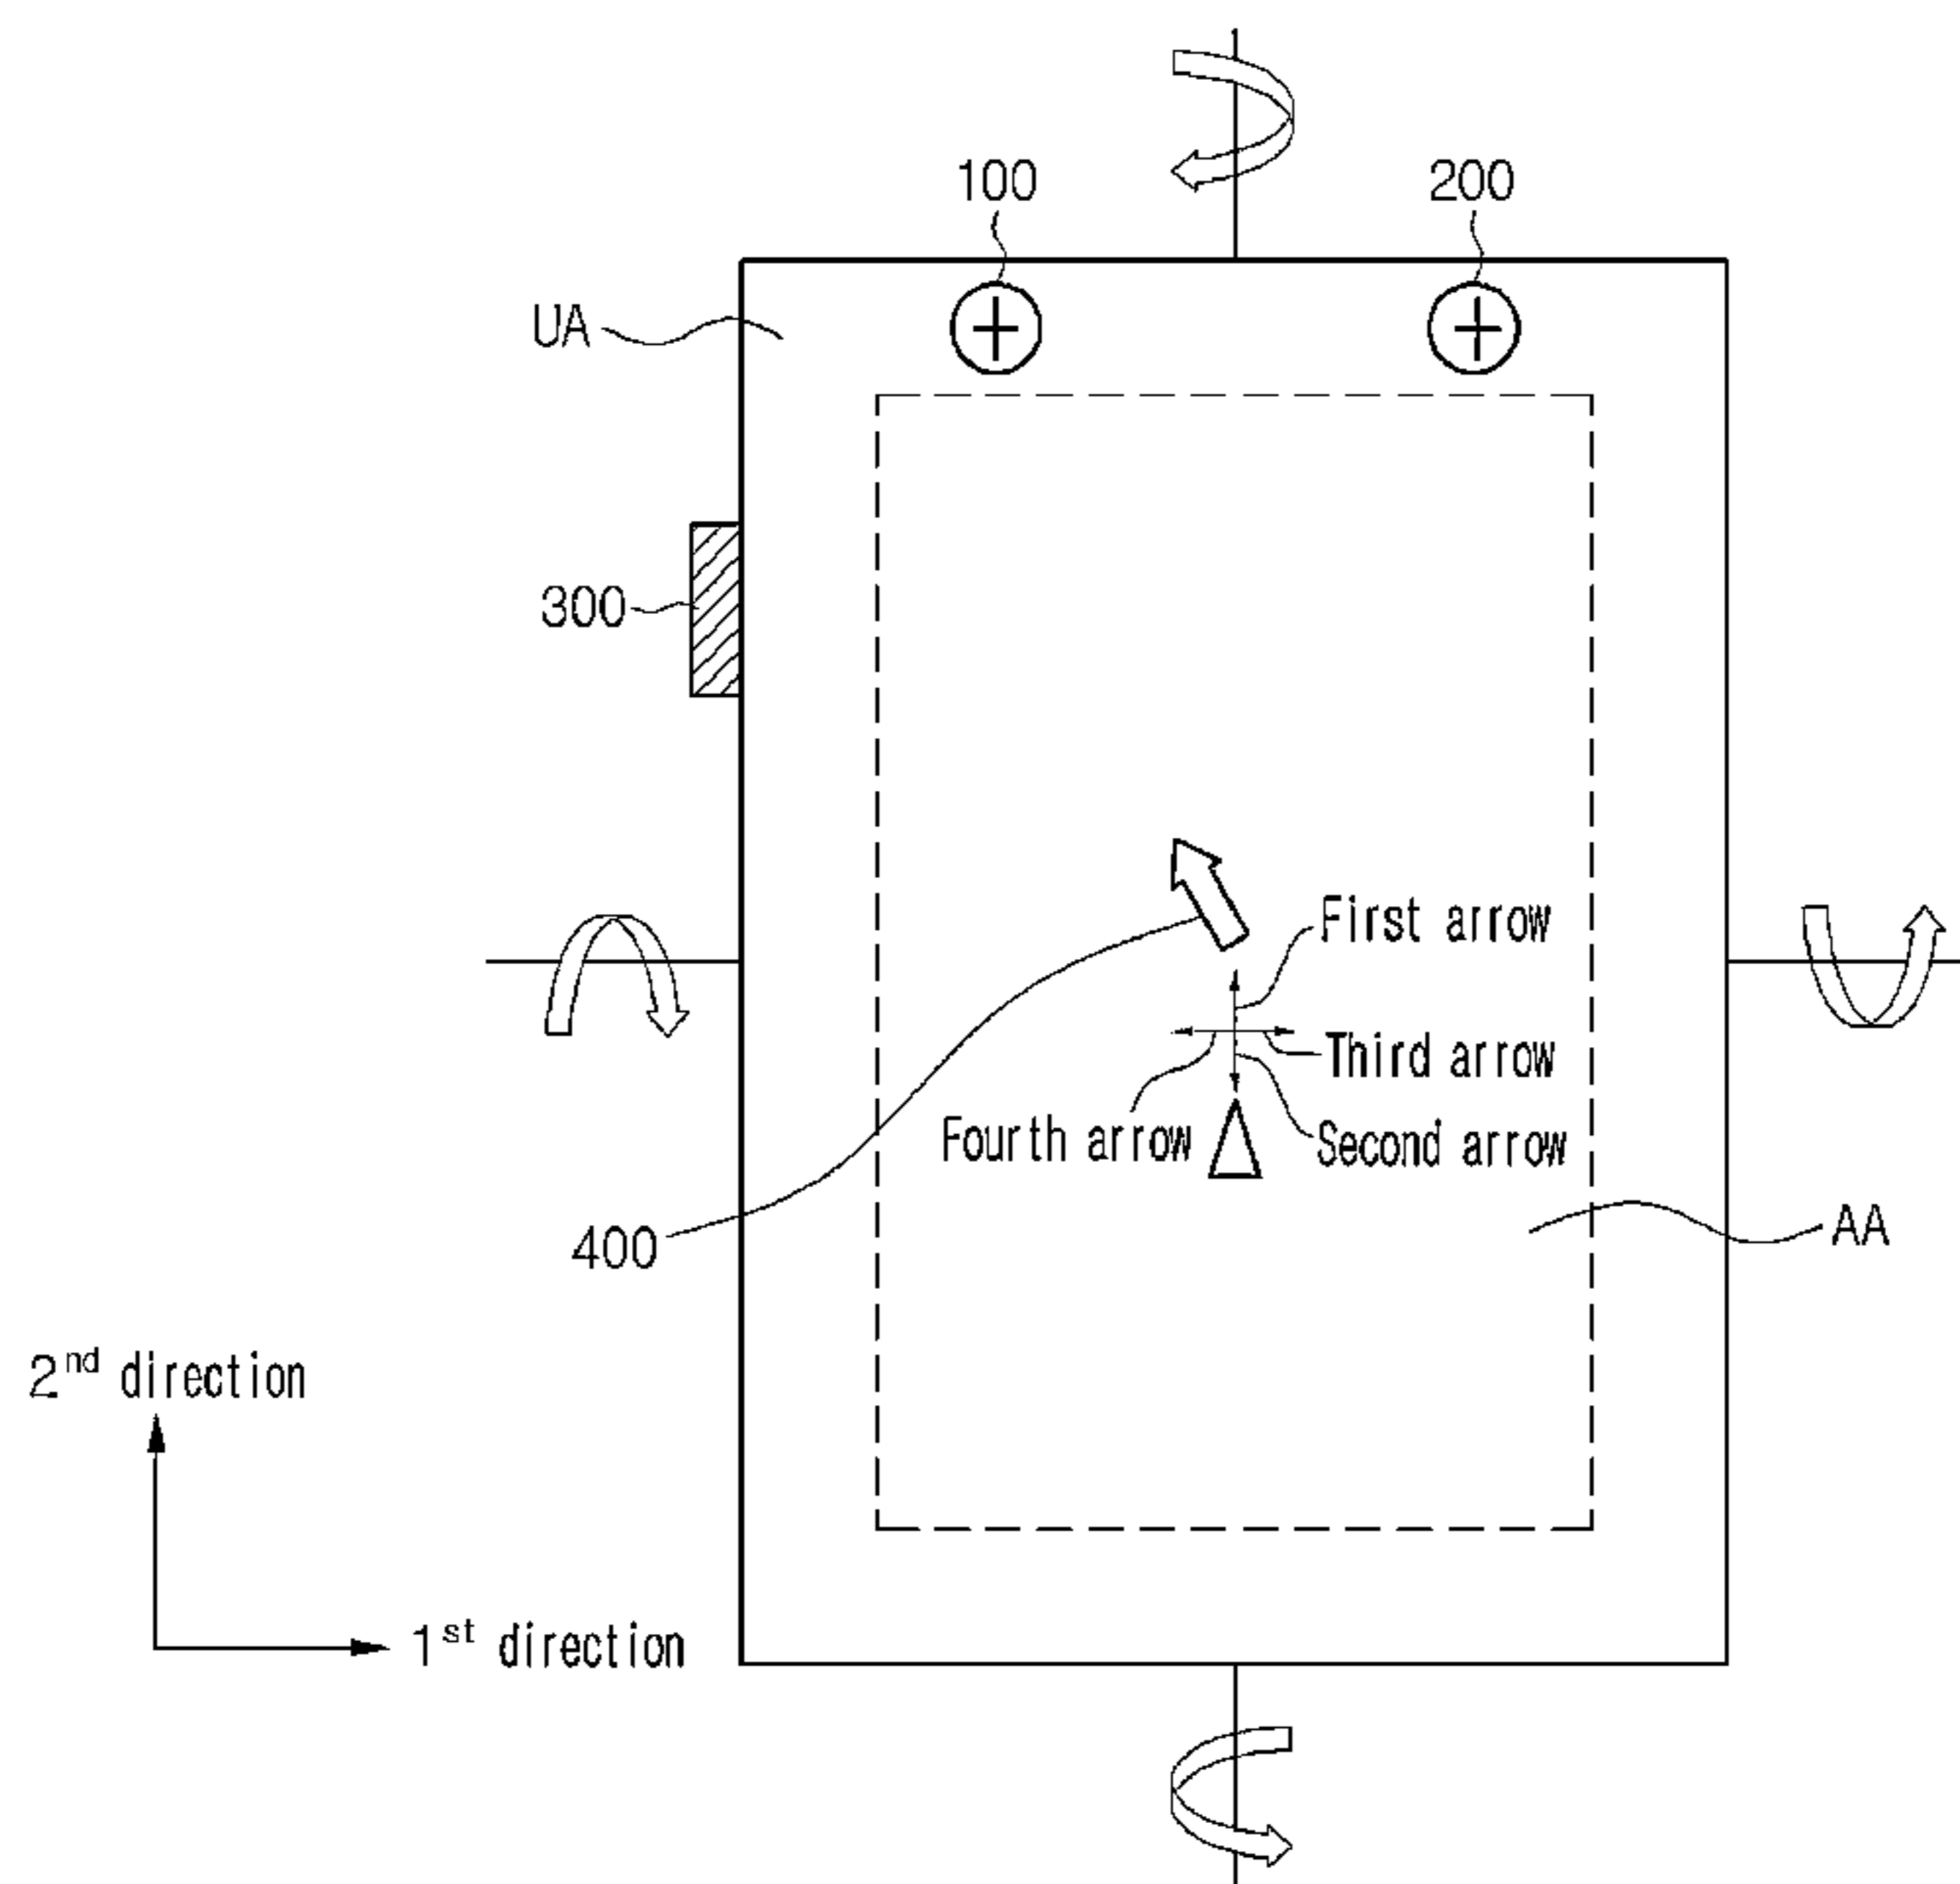 100
200
UA
300
First arrow
Third arrow
Fourth arrow
Second arrow
400
AA
2nd direction
1st direction